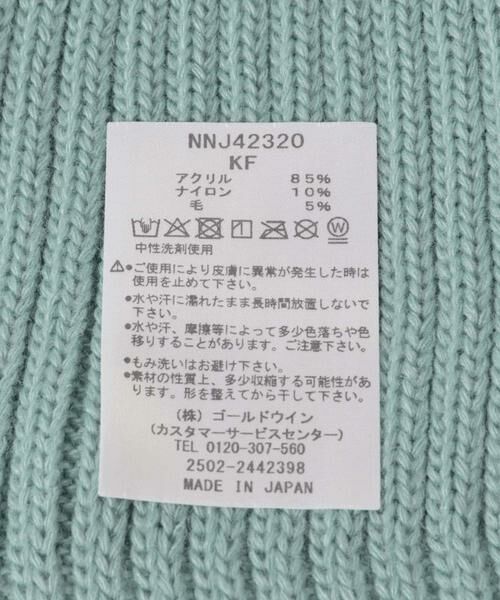 NNJ42320
KF
アクリル 85%
ナイロン 10%
毛 5%
W
中性洗剤使用
⚠●ご使用により皮膚に異常が発生した時は
使用を止めて下さい。
●水や汗に濡れたまま長時間放置しないで
下さい。
●水や汗、摩擦等によって多少色落ちや色
移りすることがあります。ご注意下さい。
●もみ洗いはお避け下さい。
●素材の性質上、多少収縮する可能性があ
ります。形を整えてから干して下さい。
(株) ゴールドウイン
(カスタマーサービスセンター)
TEL 0120-307-560
2502-2442398
MADE IN JAPAN